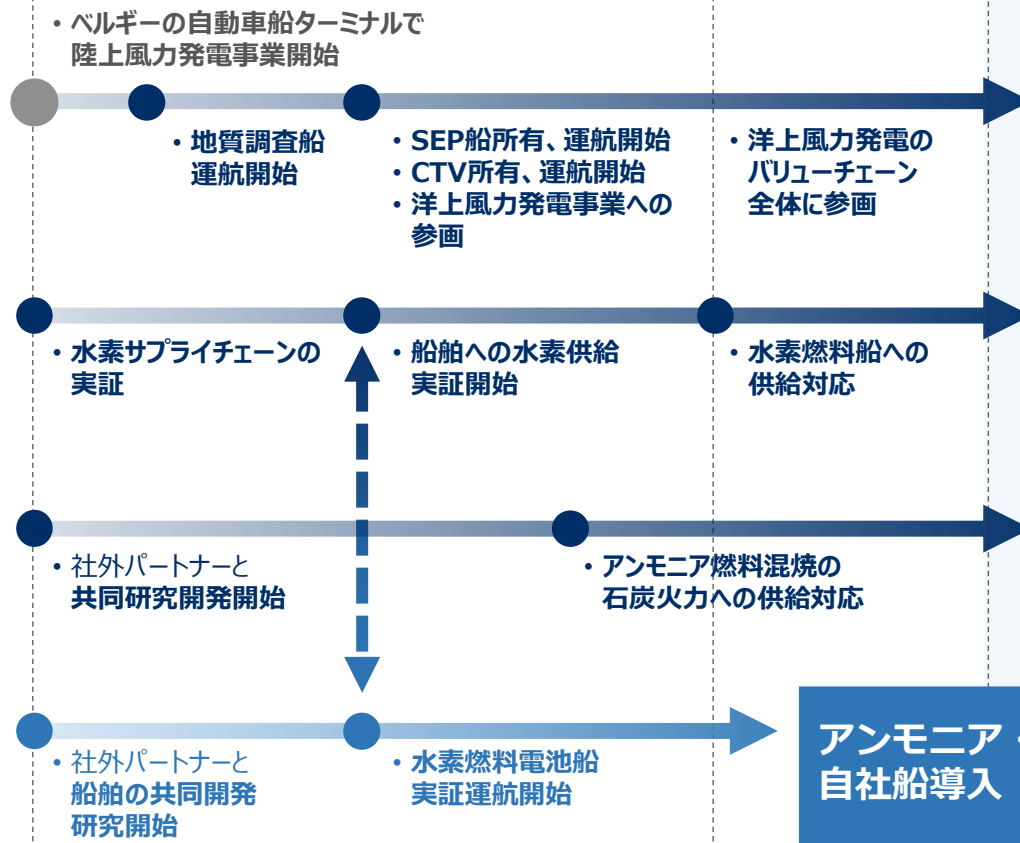 ・ベルギーの自動車船ターミナルで
陸上風力発電事業開始
・地質調査船
運航開始
・SEP船所有、運航開始
・CTV所有、運航開始
・洋上風力発電事業への
参画
・洋上風力発電の
バリューチェーン
全体に参画
・水素サプライチェーンの
実証
・船舶への水素供給
実証開始
・水素燃料船への
供給対応
・社外パートナーと
共同研究開発開始
・アンモニア燃料混焼の
石炭火力への供給対応
・社外パートナーと
船舶の共同開発
研究開始
・水素燃料電池船
実証運航開始
アンモニア・
自社船導入